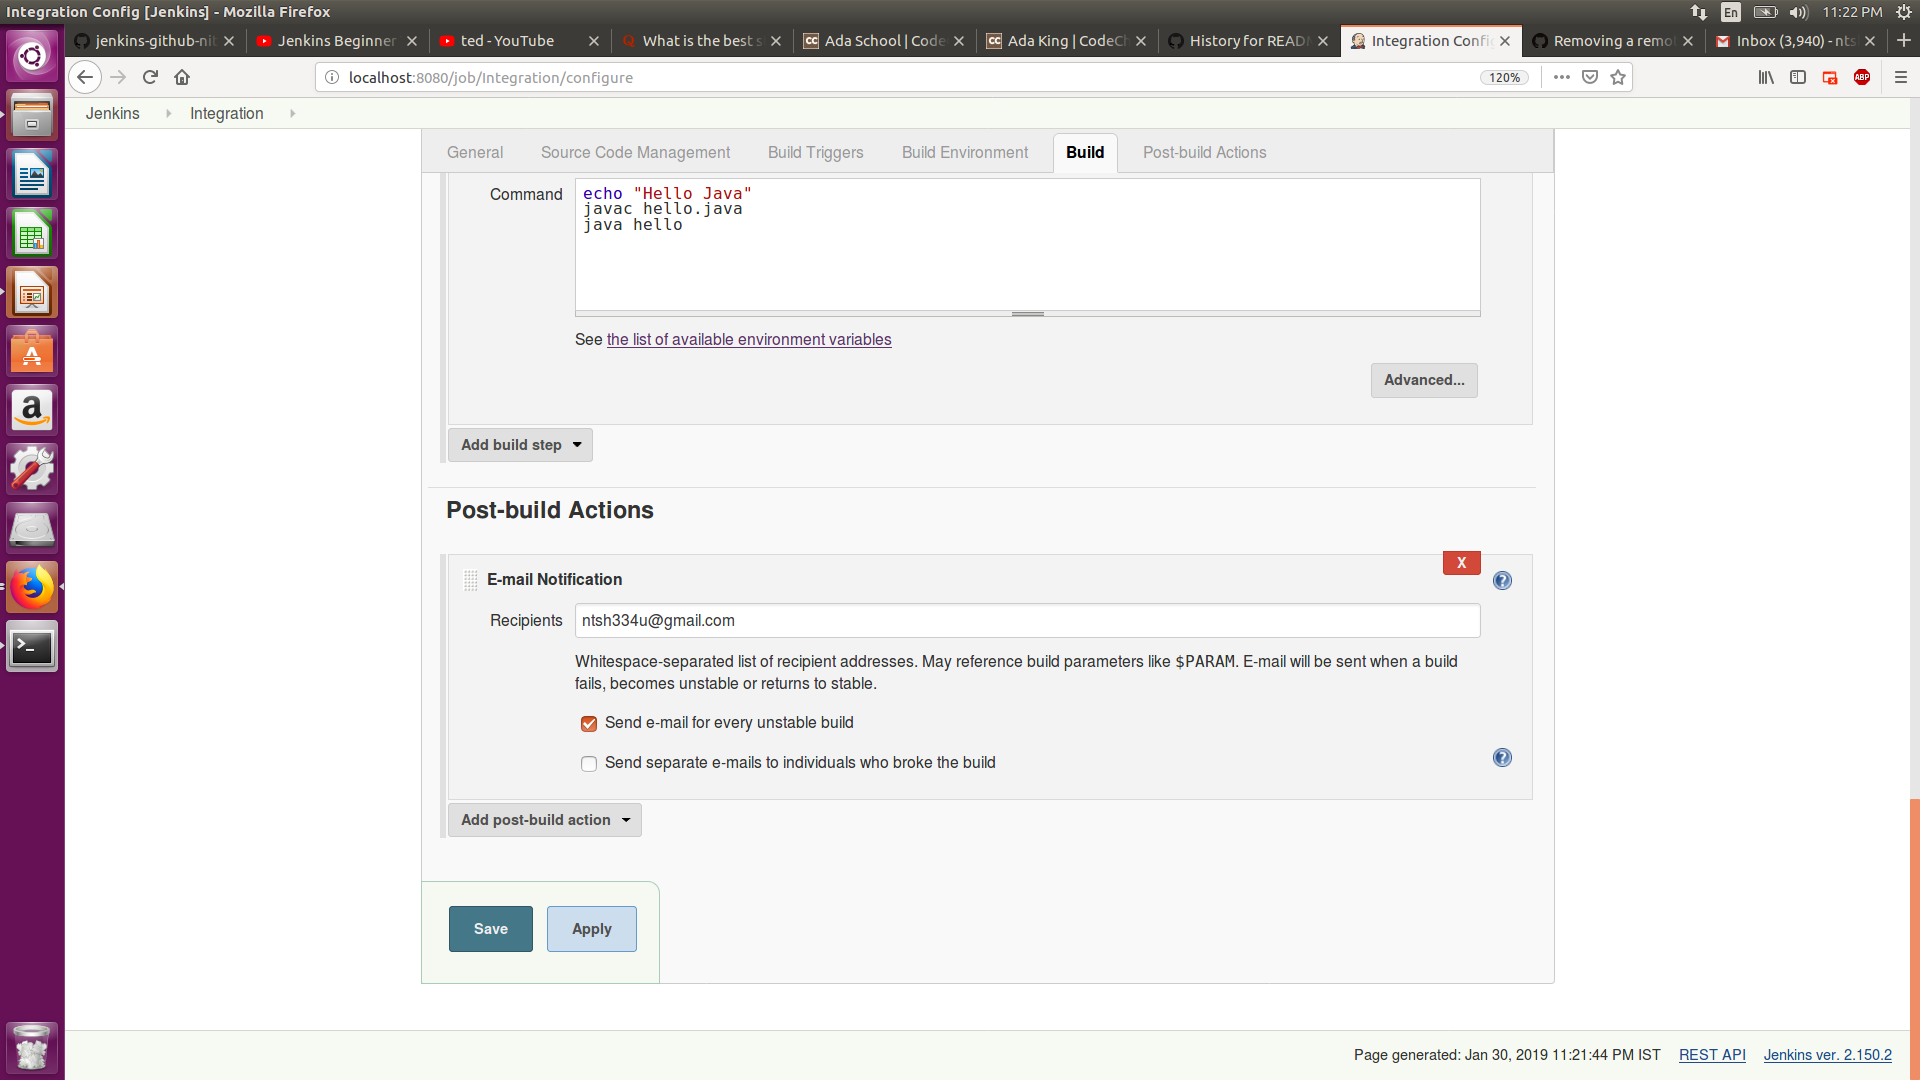 Integration Config [Jenkins] - Mozilla Firefox
En
11:22 PM
jenkins-github-nit
Jenkins Beginner
ted - YouTube
What is the best s
Ada School | Code
Ada King | CodeCh
History for READM
Integration Config
Removing a remo
Inbox (3,940) - nts
localhost:8080/job/Integration/configure
120%
ABP
Jenkins
Integration
General
Source Code Management
Build Triggers
Build Environment
Build
Post-build Actions
Command
echo "Hello Java"
javac hello.java
java hello
See the list of available environment variables
Advanced...
Add build step
Post-build Actions
X
E-mail Notification
?
Recipients
ntsh334u@gmail.com
Whitespace-separated list of recipient addresses. May reference build parameters like $PARAM. E-mail will be sent when a build
fails, becomes unstable or returns to stable.
Send e-mail for every unstable build
Send separate e-mails to individuals who broke the build
?
Add post-build action
Save
Apply
Page generated: Jan 30, 2019 11:21:44 PM IST
REST API
Jenkins ver. 2.150.2